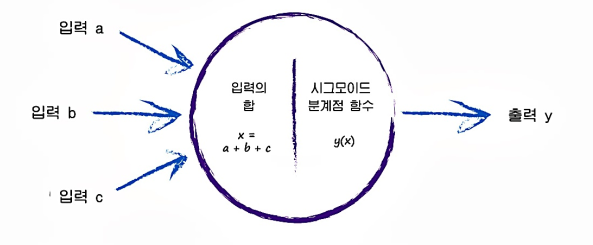 입력 a
입력 b
입력 c
입력의
합
x =
a + b + c
시그모이드
분계점 함수
y(x)
출력 y